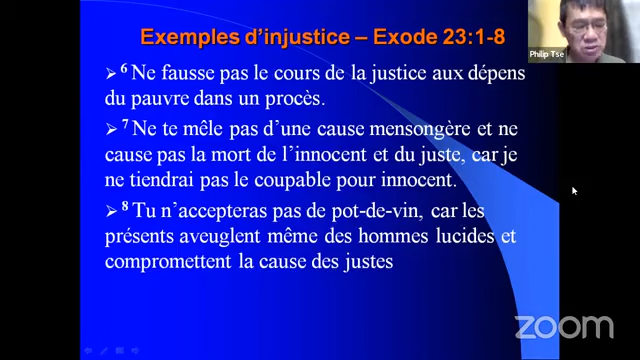 Exemples d'injustice – Exode 23:1-8
Philip Tse
➢ ⁶ Ne fausse pas le cours de la justice aux dépens
du pauvre dans un procès.
➢ ⁷ Ne te mêle pas d'une cause mensongère et ne
cause pas la mort de l'innocent et du juste, car je
ne tiendrai pas le coupable pour innocent.
➢ ⁸ Tu n'accepteras pas de pot-de-vin, car les
présents aveuglent même des hommes lucides et
compromettent la cause des justes
zoom